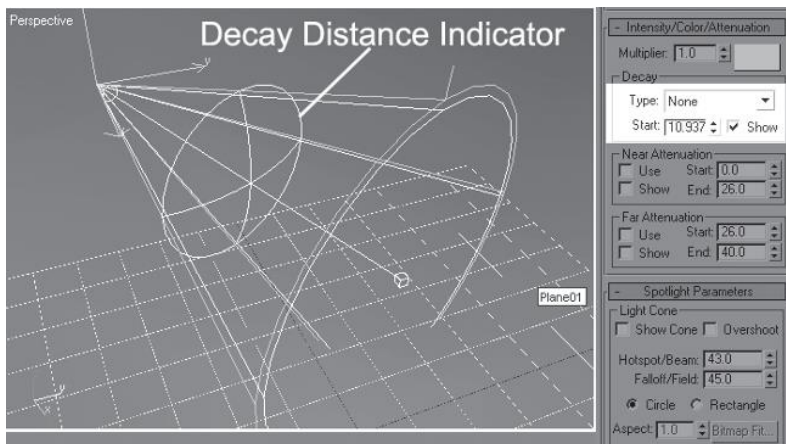 Perspective
Decay Distance Indicator
y
y
x
Plane01
- Intensity/Color/Attenuation
Multiplier: 1.0
Decay
Type: None
Start: 10.937 Show
Near Attenuation
Use Start: 0.0
Show End: 26.0
Far Attenuation
Use Start: 26.0
Show End: 40.0
- Spotlight Parameters
Light Cone
Show Cone Overshoot
Hotspot/Beam: 43.0
Falloff/Field: 45.0
Circle Rectangle
Aspect: 1.0 Bitmap Fit...